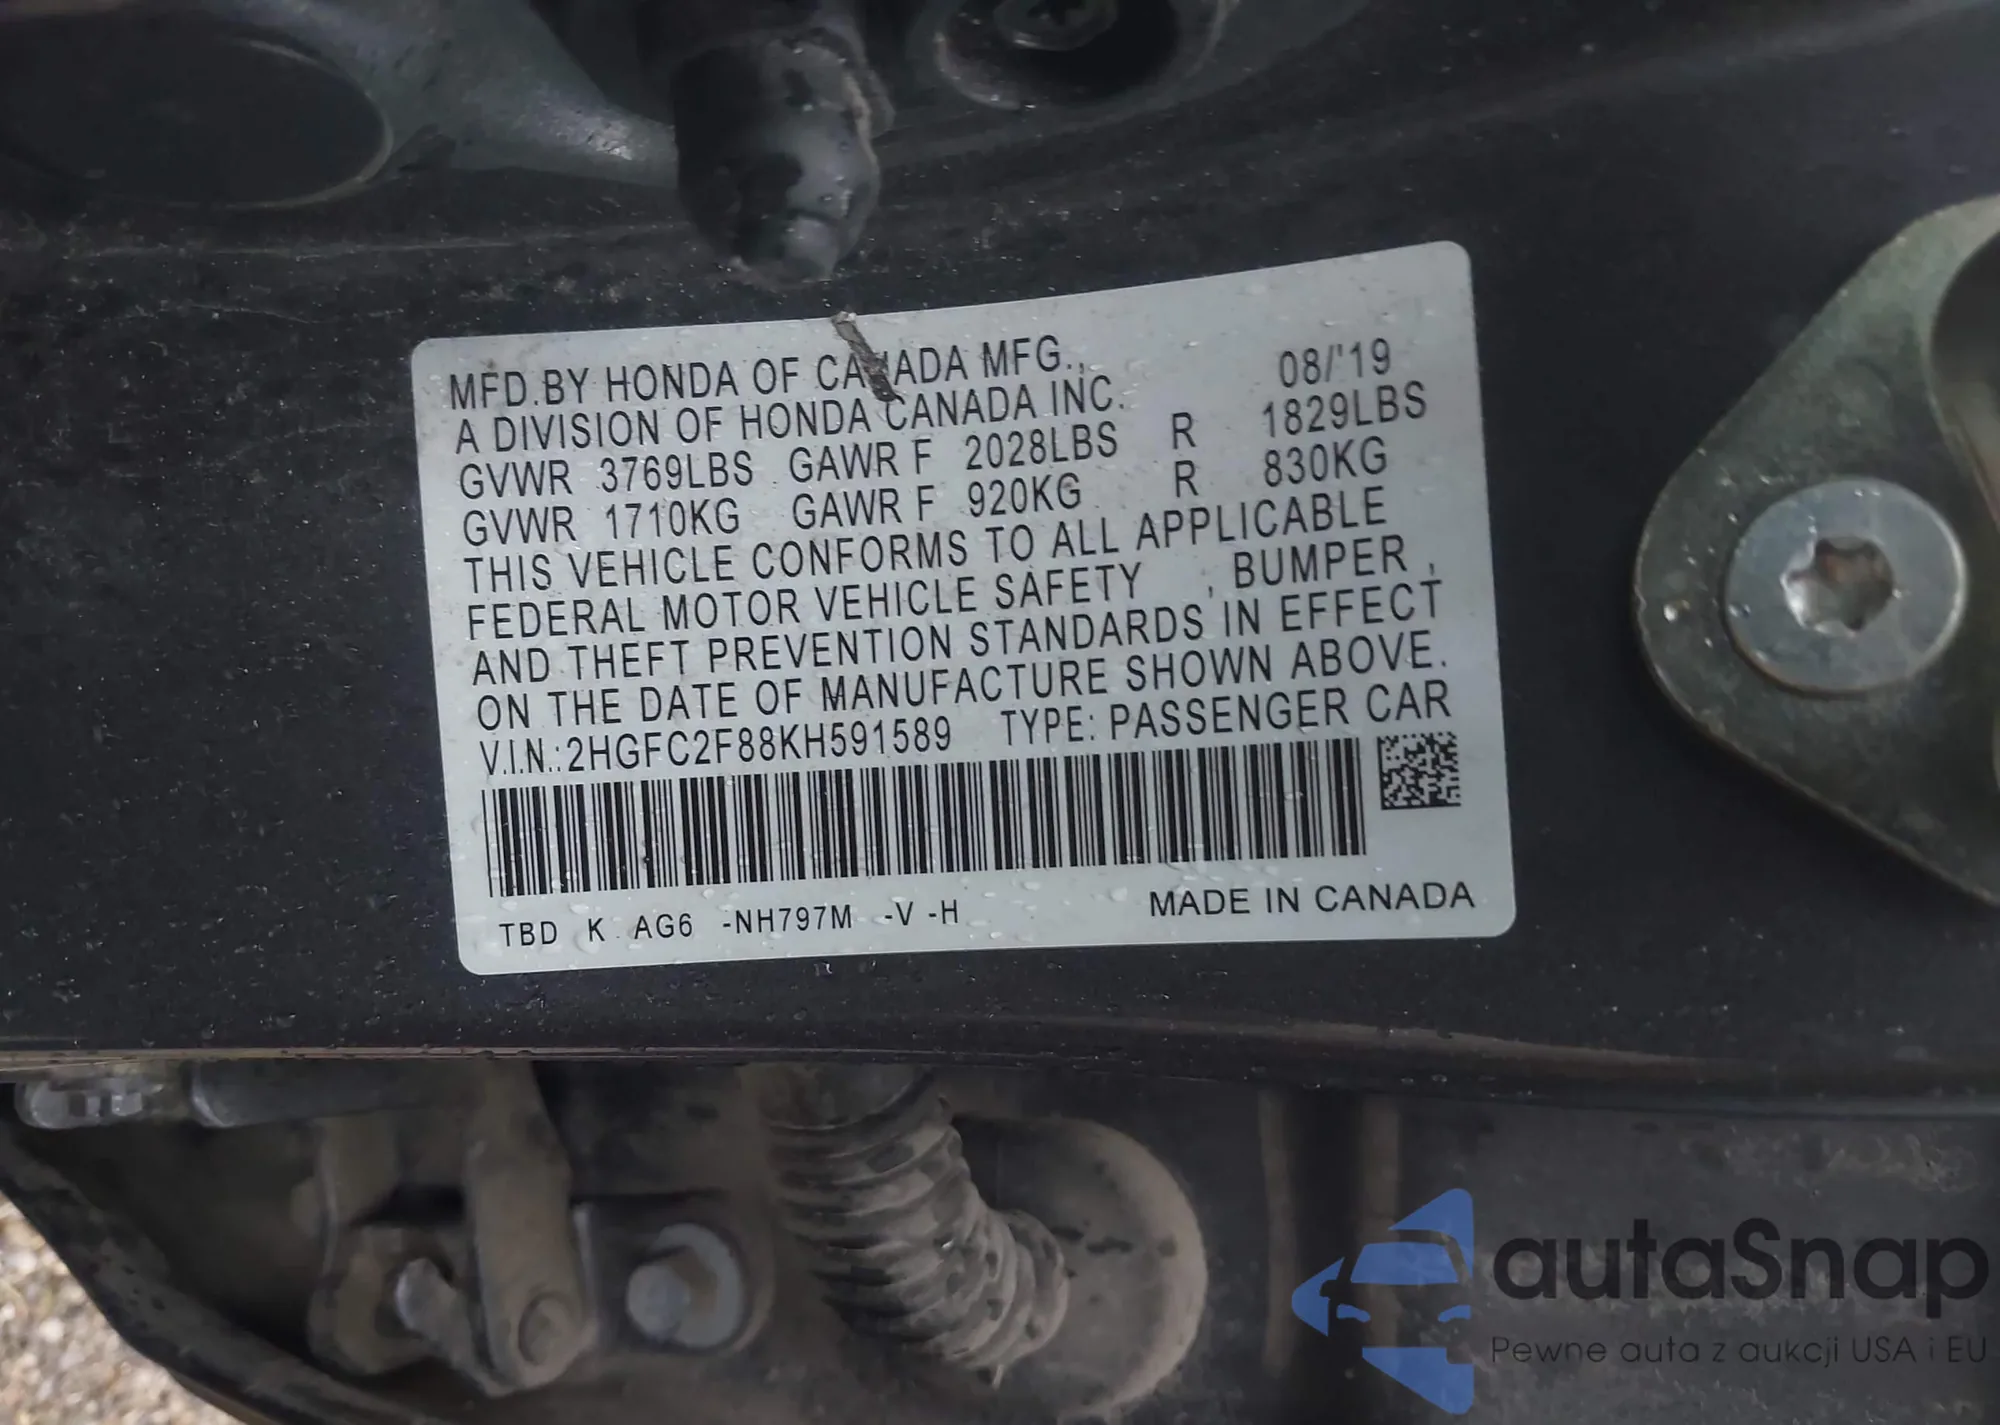 MFD.BY HONDA OF CANADA MFG., 08/'19
A DIVISION OF HONDA CANADA INC.
GVWR 3769LBS GAWR F 2028LBS R 1829LBS
GVWR 1710KG GAWR F 920KG R 830KG
THIS VEHICLE CONFORMS TO ALL APPLICABLE
FEDERAL MOTOR VEHICLE SAFETY , BUMPER ,
AND THEFT PREVENTION STANDARDS IN EFFECT
ON THE DATE OF MANUFACTURE SHOWN ABOVE.
V.I.N.:2HGFC2F88KH591589 TYPE: PASSENGER CAR
TBD K AG6 -NH797M -V -H MADE IN CANADA
autaSnap
Pewne auta z aukcji USA i EU